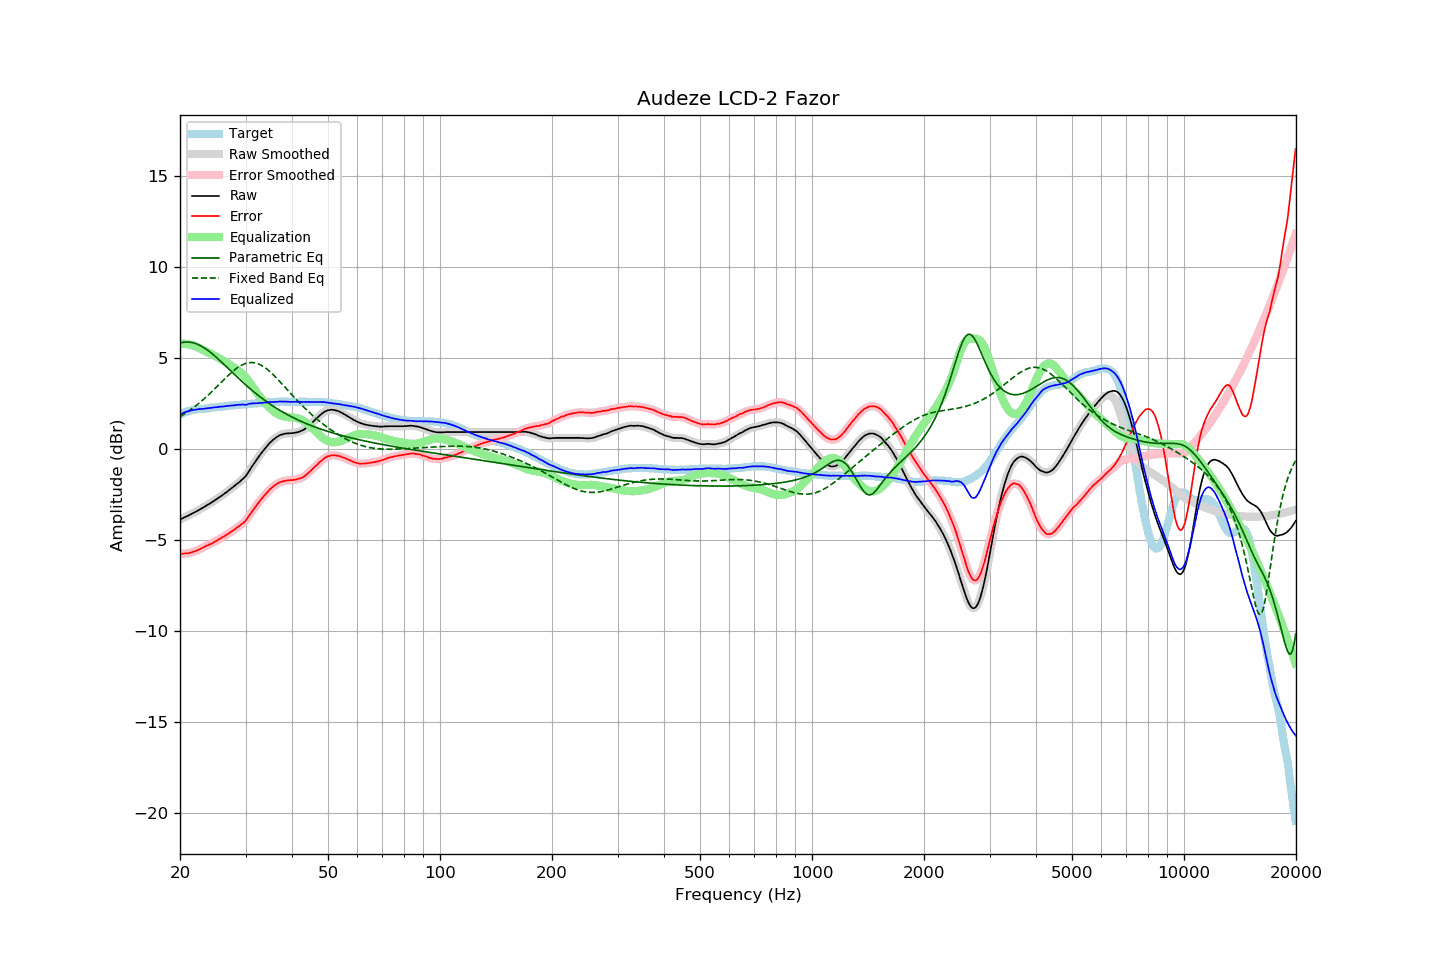 Audeze LCD-2 Fazor
Target
Raw Smoothed
Error Smoothed
Raw
Error
Equalization
Parametric Eq
Fixed Band Eq
Equalized
Amplitude (dBr)
15
10
5
0
−5
−10
−15
−20
20
50
100
200
500
1000
2000
5000
10000
20000
Frequency (Hz)